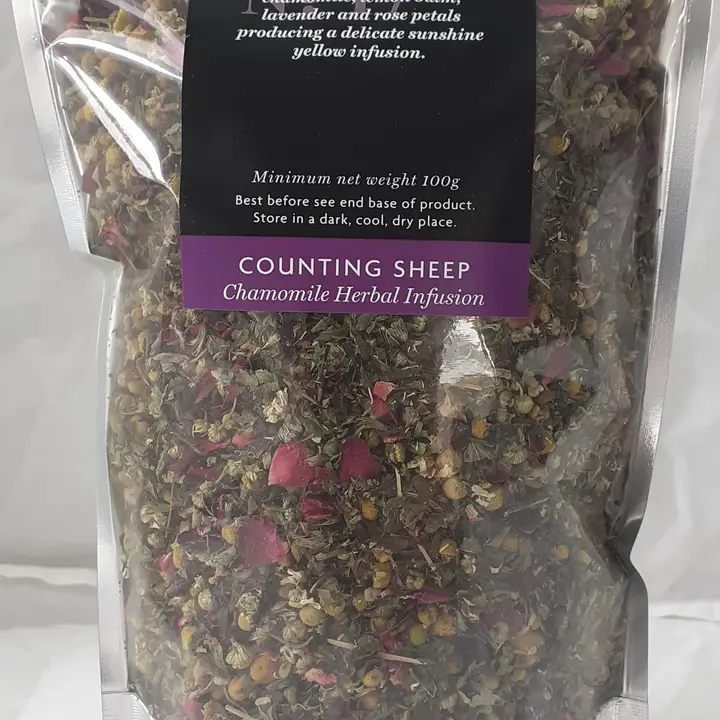 chamomile, lemon balm,
lavender and rose petals
producing a delicate sunshine
yellow infusion.
Minimum net weight 100g
Best before see end base of product.
Store in a dark, cool, dry place.
COUNTING SHEEP
Chamomile Herbal Infusion